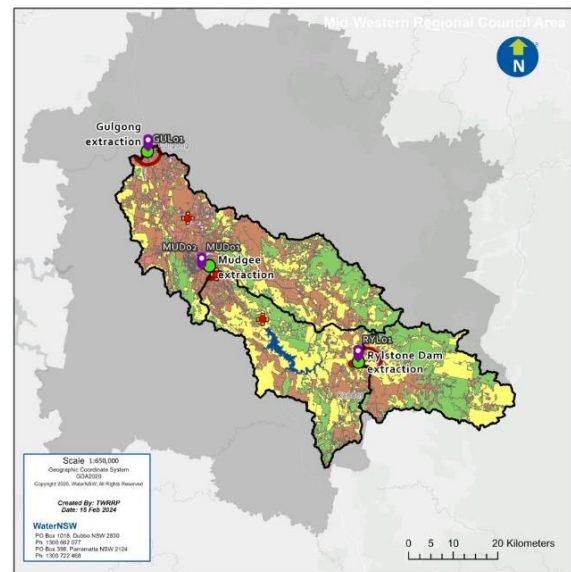 Mid-Western Regional Council Area
N
Gulgong
extraction
GUL01
MUD02
MUD01
Mudgee
extraction
RYL01
Rylstone Dam
extraction
Scale 1:650,000
Geographic Coordinate System
GDA2020
Copyright 2020, WaterNSW. All Rights Reserved
Created By: TWRRP
Date: 15 Feb 2024
WaterNSW
PO Box 1018, Dubbo NSW 2830
Ph: 1300 662 077
PO Box 398, Parramatta NSW 2124
Ph: 1300 722 468
0 5 10 20 Kilometers